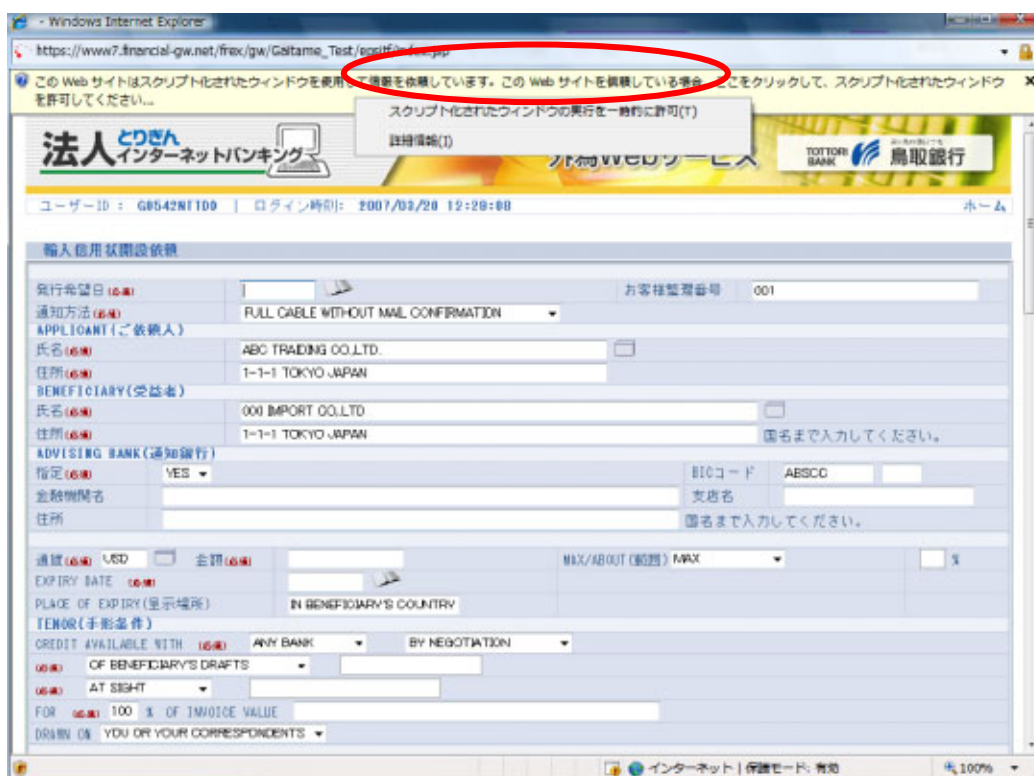 - Windows Internet Explorer
https://www7.financial-gw.net/frex/gw/Gaitame_Test/
この Web サイトはスクリプト化されたウィンドウを使用して情報を依頼しています。この Web サイトを信頼している場合、ここをクリックして、スクリプト化されたウィンドウ
を許可してください...
スクリプト化されたウィンドウの実行を一時的に許可(T)
詳細情報(I)
法人 とりぎん インターネットバンキング
外為Webサービス
TOTTORI BANK 鳥取銀行
ユーザーID : G0542NTTD0 | ログイン時刻: 2007/03/20 12:28:08 ホーム
輸入信用状開設依頼
発行希望日(必須) お客様整理番号 001
通知方法(必須) FULL CABLE WITHOUT MAIL CONFIRMATION
APPLICANT(ご依頼人)
氏名(必須) ABC TRAIDING CO.,LTD.
住所(必須) 1-1-1 TOKYO JAPAN
BENEFICIARY(受益者)
氏名(必須) 000 IMPORT CO.,LTD
住所(必須) 1-1-1 TOKYO JAPAN 国名まで入力してください。
ADVISING BANK(通知銀行)
指定(必須) YES BICコード ABSCC
金融機関名 支店名
住所 国名まで入力してください。
通貨(必須) USD 金額(必須) MAX/ABOUT(範囲) MAX %
EXPIRY DATE (必須)
PLACE OF EXPIRY(呈示場所) IN BENEFICIARY'S COUNTRY
TENOR(手形条件)
CREDIT AVAILABLE WITH (必須) ANY BANK BY NEGOTIATION
(必須) OF BENEFICIARY'S DRAFTS
(必須) AT SIGHT
FOR (必須) 100 % OF INVOICE VALUE
DRAWN ON YOU OR YOUR CORRESPONDENTS
インターネット | 保護モード: 有効 100%